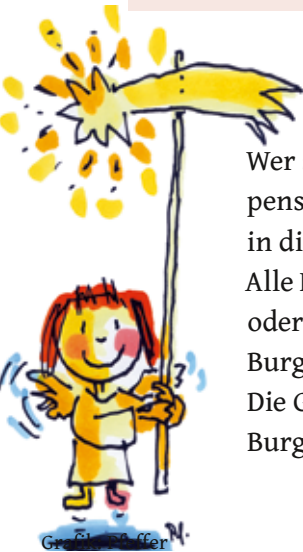 Wer
pens
in di
Alle
oder
Burg
Die
Burg
Grafik: Pfeffer